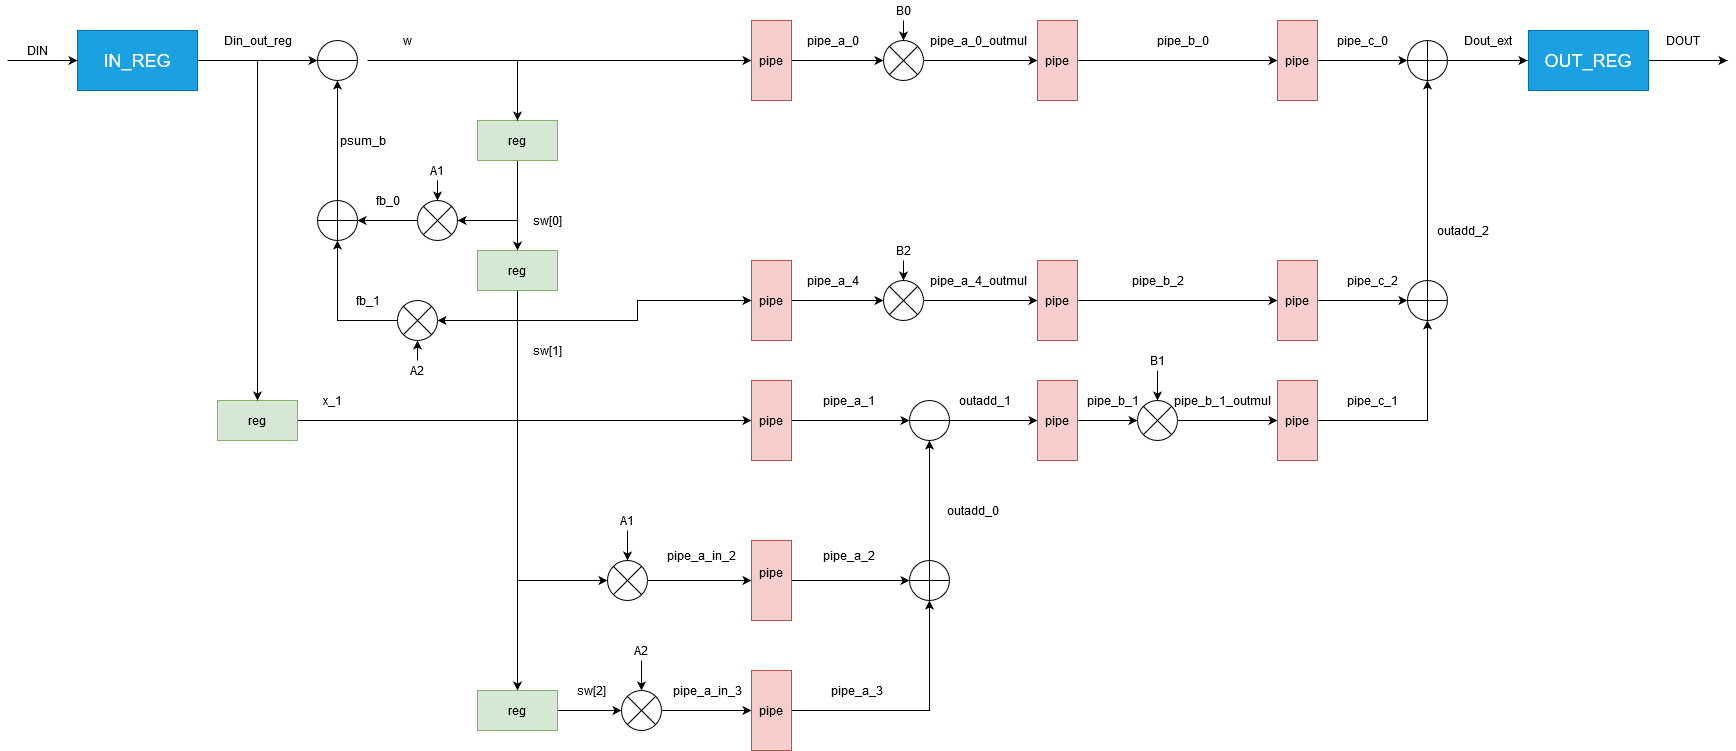 B0
DIN
IN_REG
Din_out_reg
w
pipe
pipe_a_0
pipe_a_0_outmul
pipe
pipe_b_0
pipe
pipe_c_0
Dout_ext
OUT_REG
DOUT
psum_b
reg
A1
fb_0
sw[0]
outadd_2
reg
B2
pipe
pipe_a_4
pipe_a_4_outmul
pipe
pipe_b_2
pipe
pipe_c_2
fb_1
sw[1]
A2
B1
reg
x_1
pipe
pipe_a_1
outadd_1
pipe
pipe_b_1
pipe_b_1_outmul
pipe
pipe_c_1
outadd_0
A1
pipe_a_in_2
pipe
pipe_a_2
A2
reg
sw[2]
pipe_a_in_3
pipe
pipe_a_3